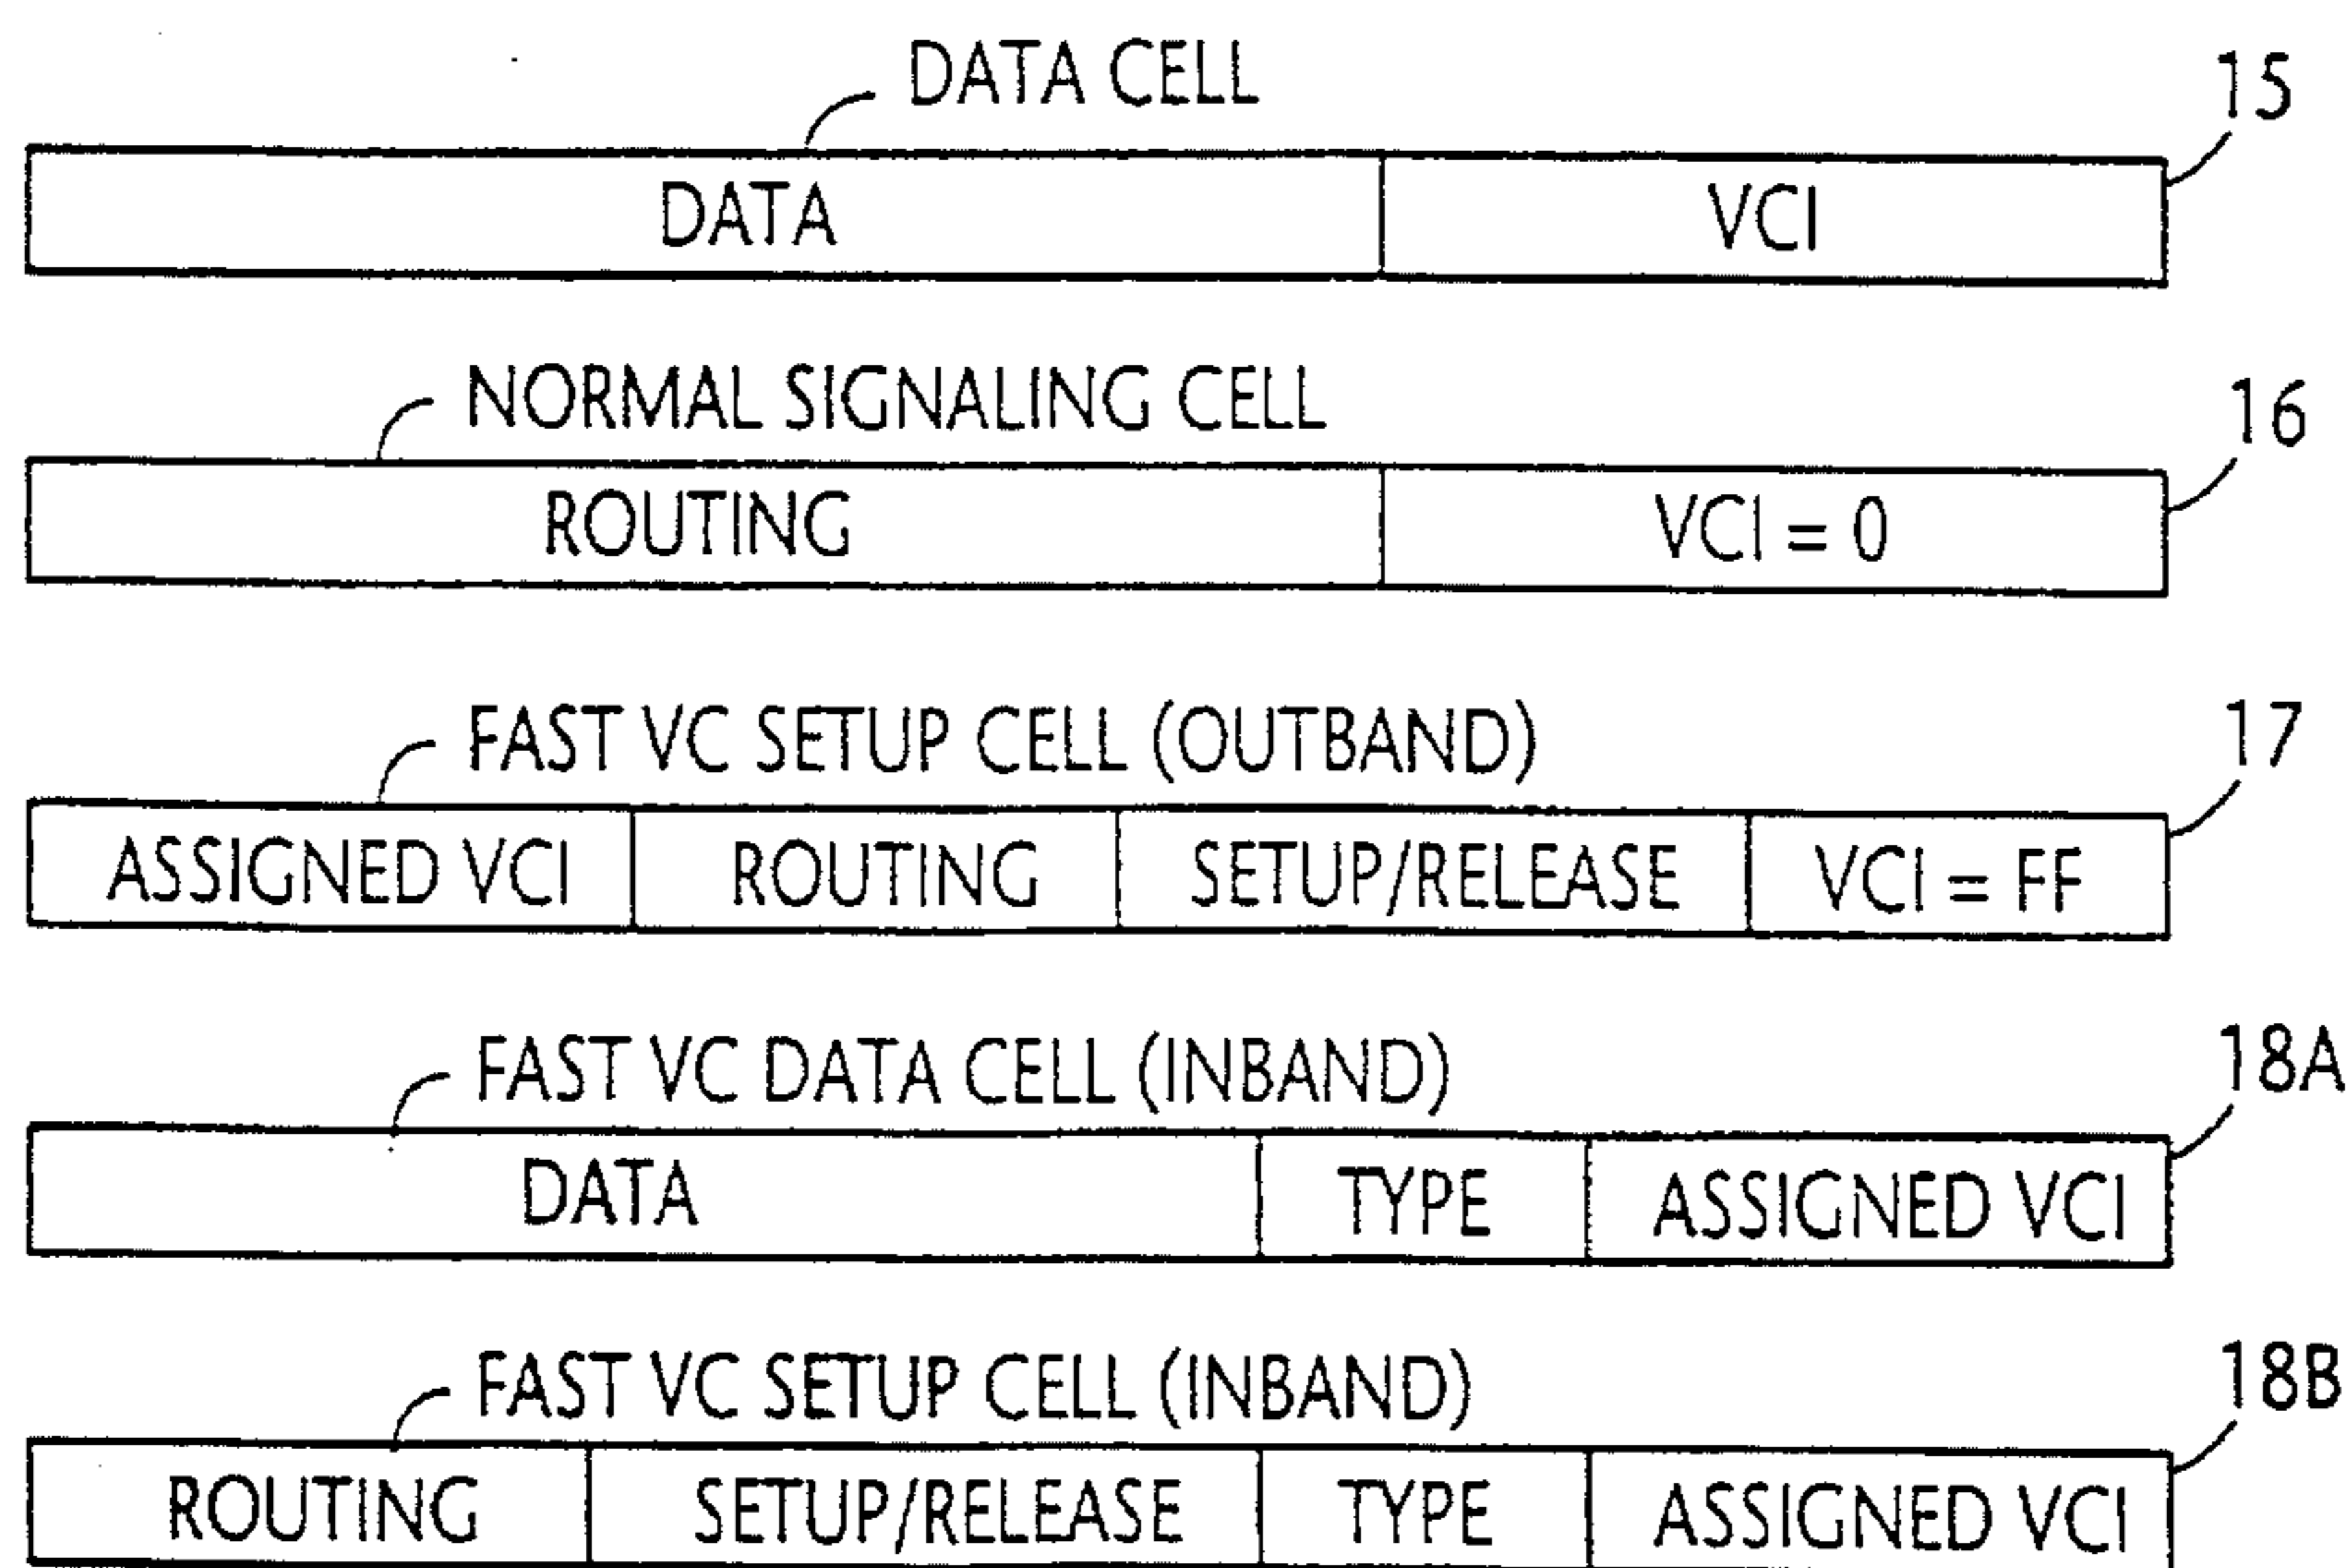 DATA CELL
15
DATA VCI
NORMAL SIGNALING CELL
16
ROUTING VCI = 0
FAST VC SETUP CELL (OUTBAND)
17
ASSIGNED VCI ROUTING SETUP/RELEASE VCI = FF
FAST VC DATA CELL (INBAND)
18A
DATA TYPE ASSIGNED VCI
FAST VC SETUP CELL (INBAND)
18B
ROUTING SETUP/RELEASE TYPE ASSIGNED VCI